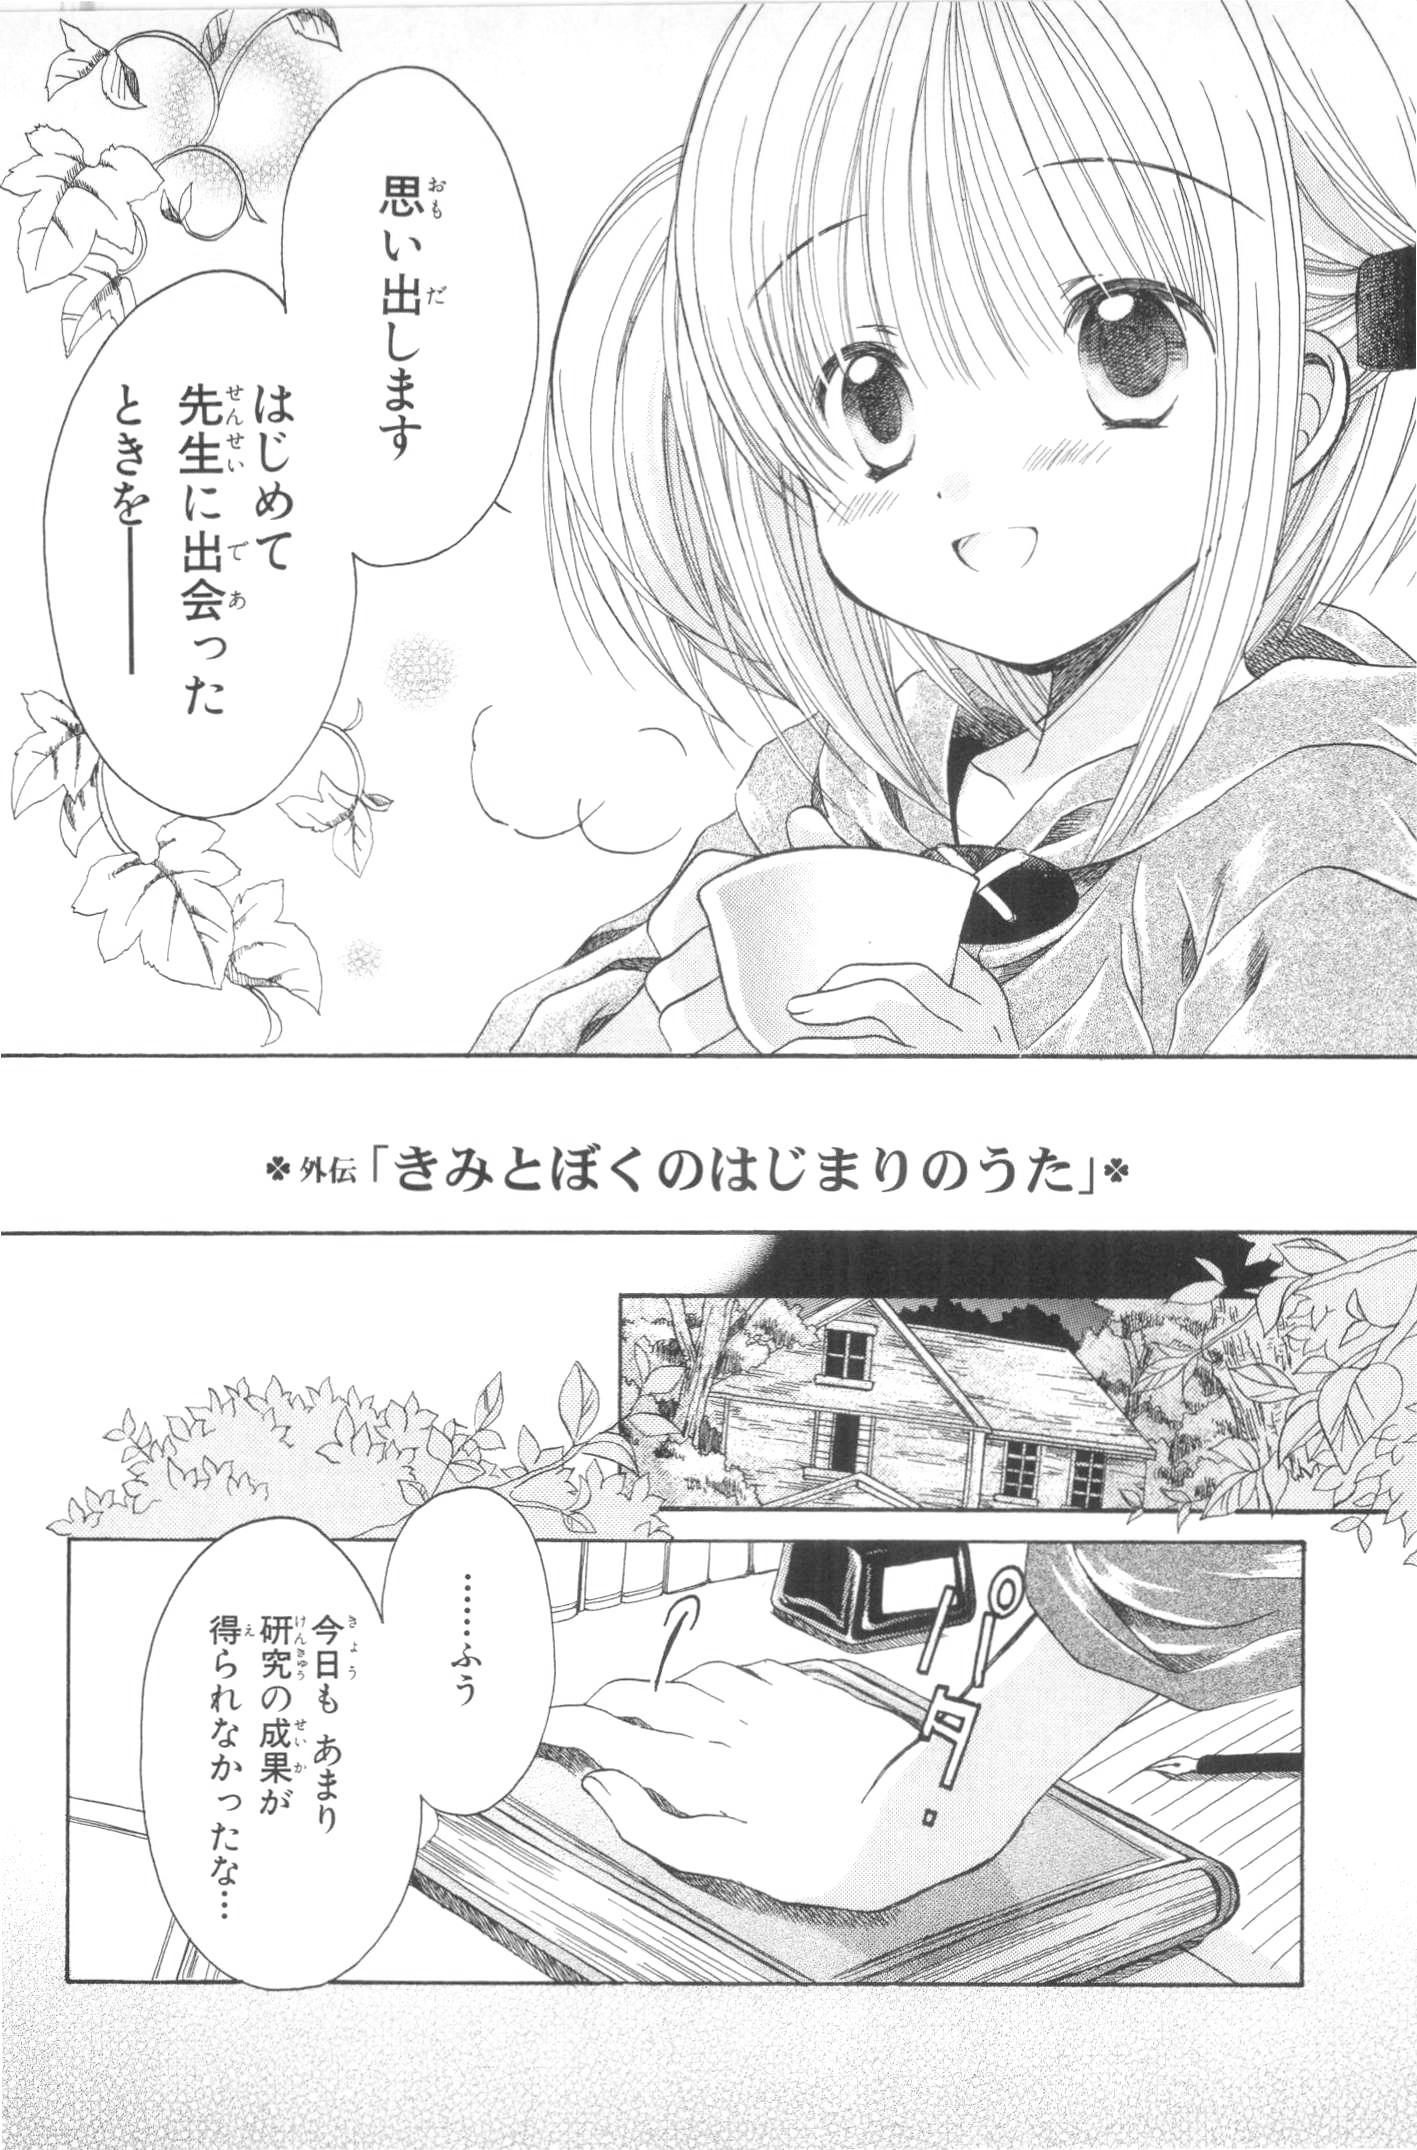 思い出します
はじめて
先生に出会った
ときを――
外伝「きみとぼくのはじまりのうた」
……ふう
今日も あまり
研究の成果が
得られなかったな…
パタ